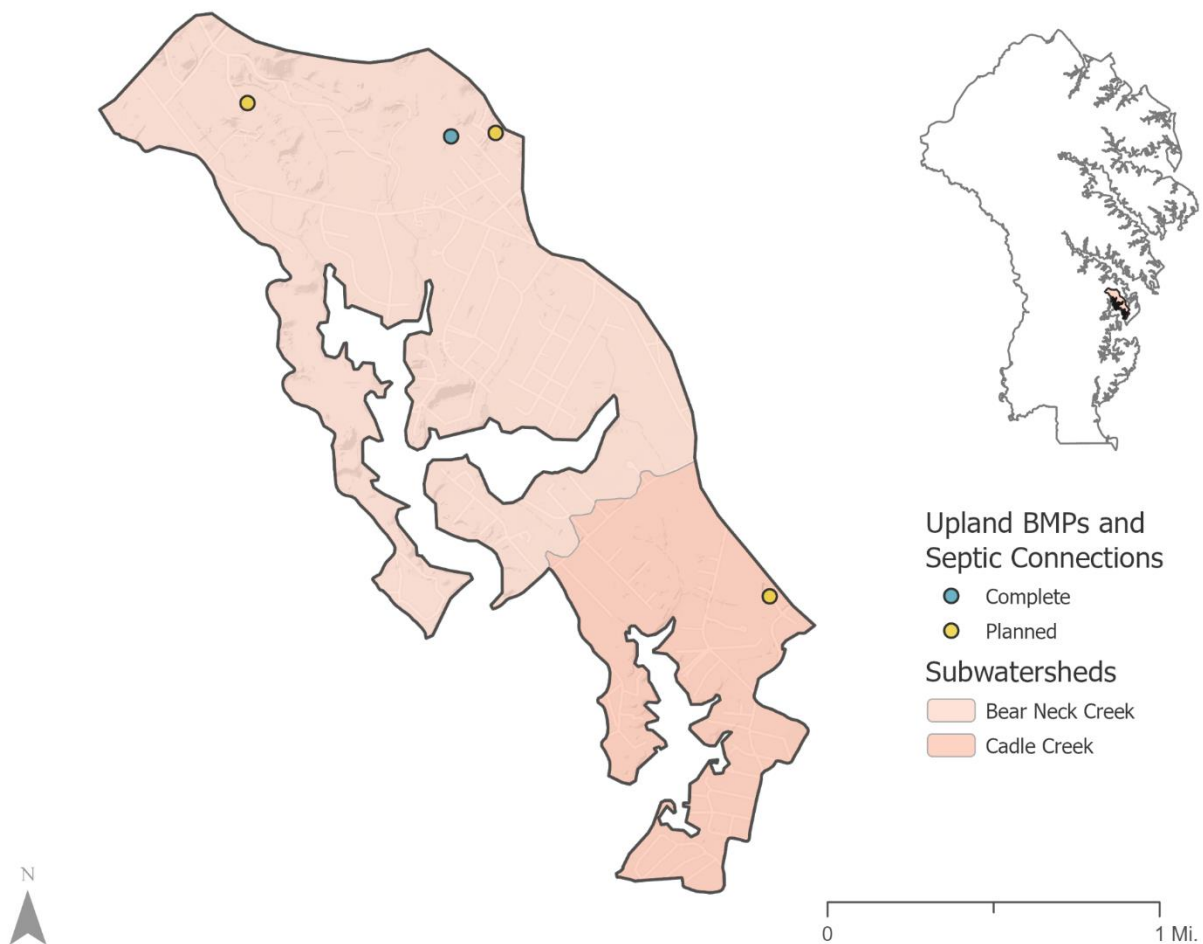 Upland BMPs and
Septic Connections
Complete
Planned
Subwatersheds
Bear Neck Creek
Cadle Creek
N
0
1 Mi.